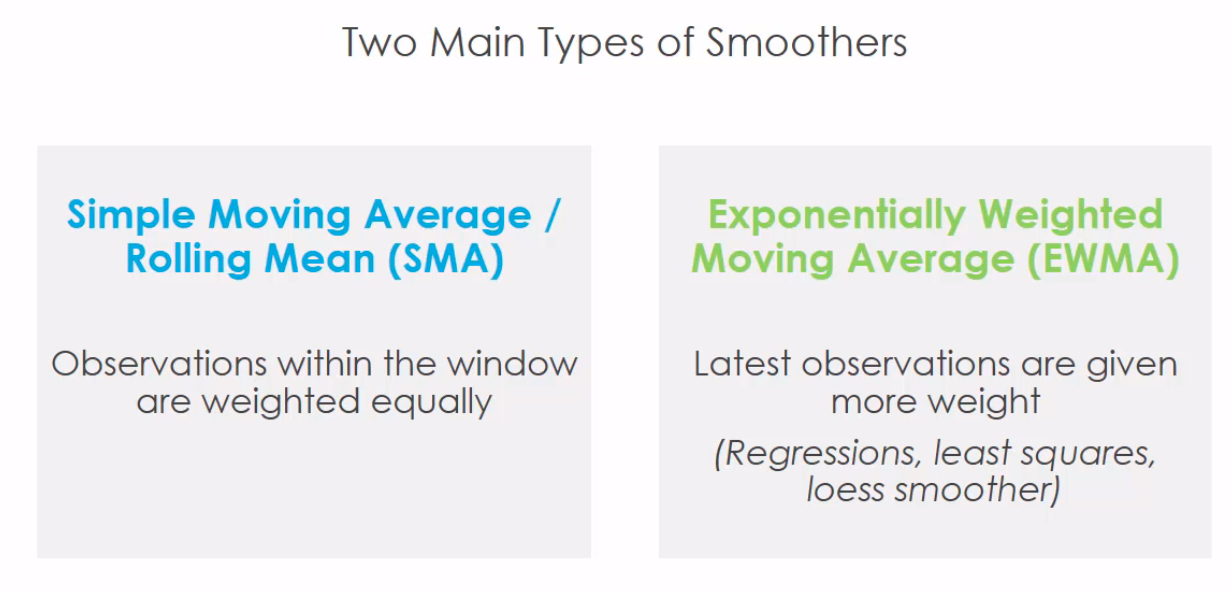 Two Main Types of Smoothers
Simple Moving Average /
Rolling Mean (SMA)
Observations within the window
are weighted equally
Exponentially Weighted
Moving Average (EWMA)
Latest observations are given
more weight
(Regressions, least squares,
loess smoother)